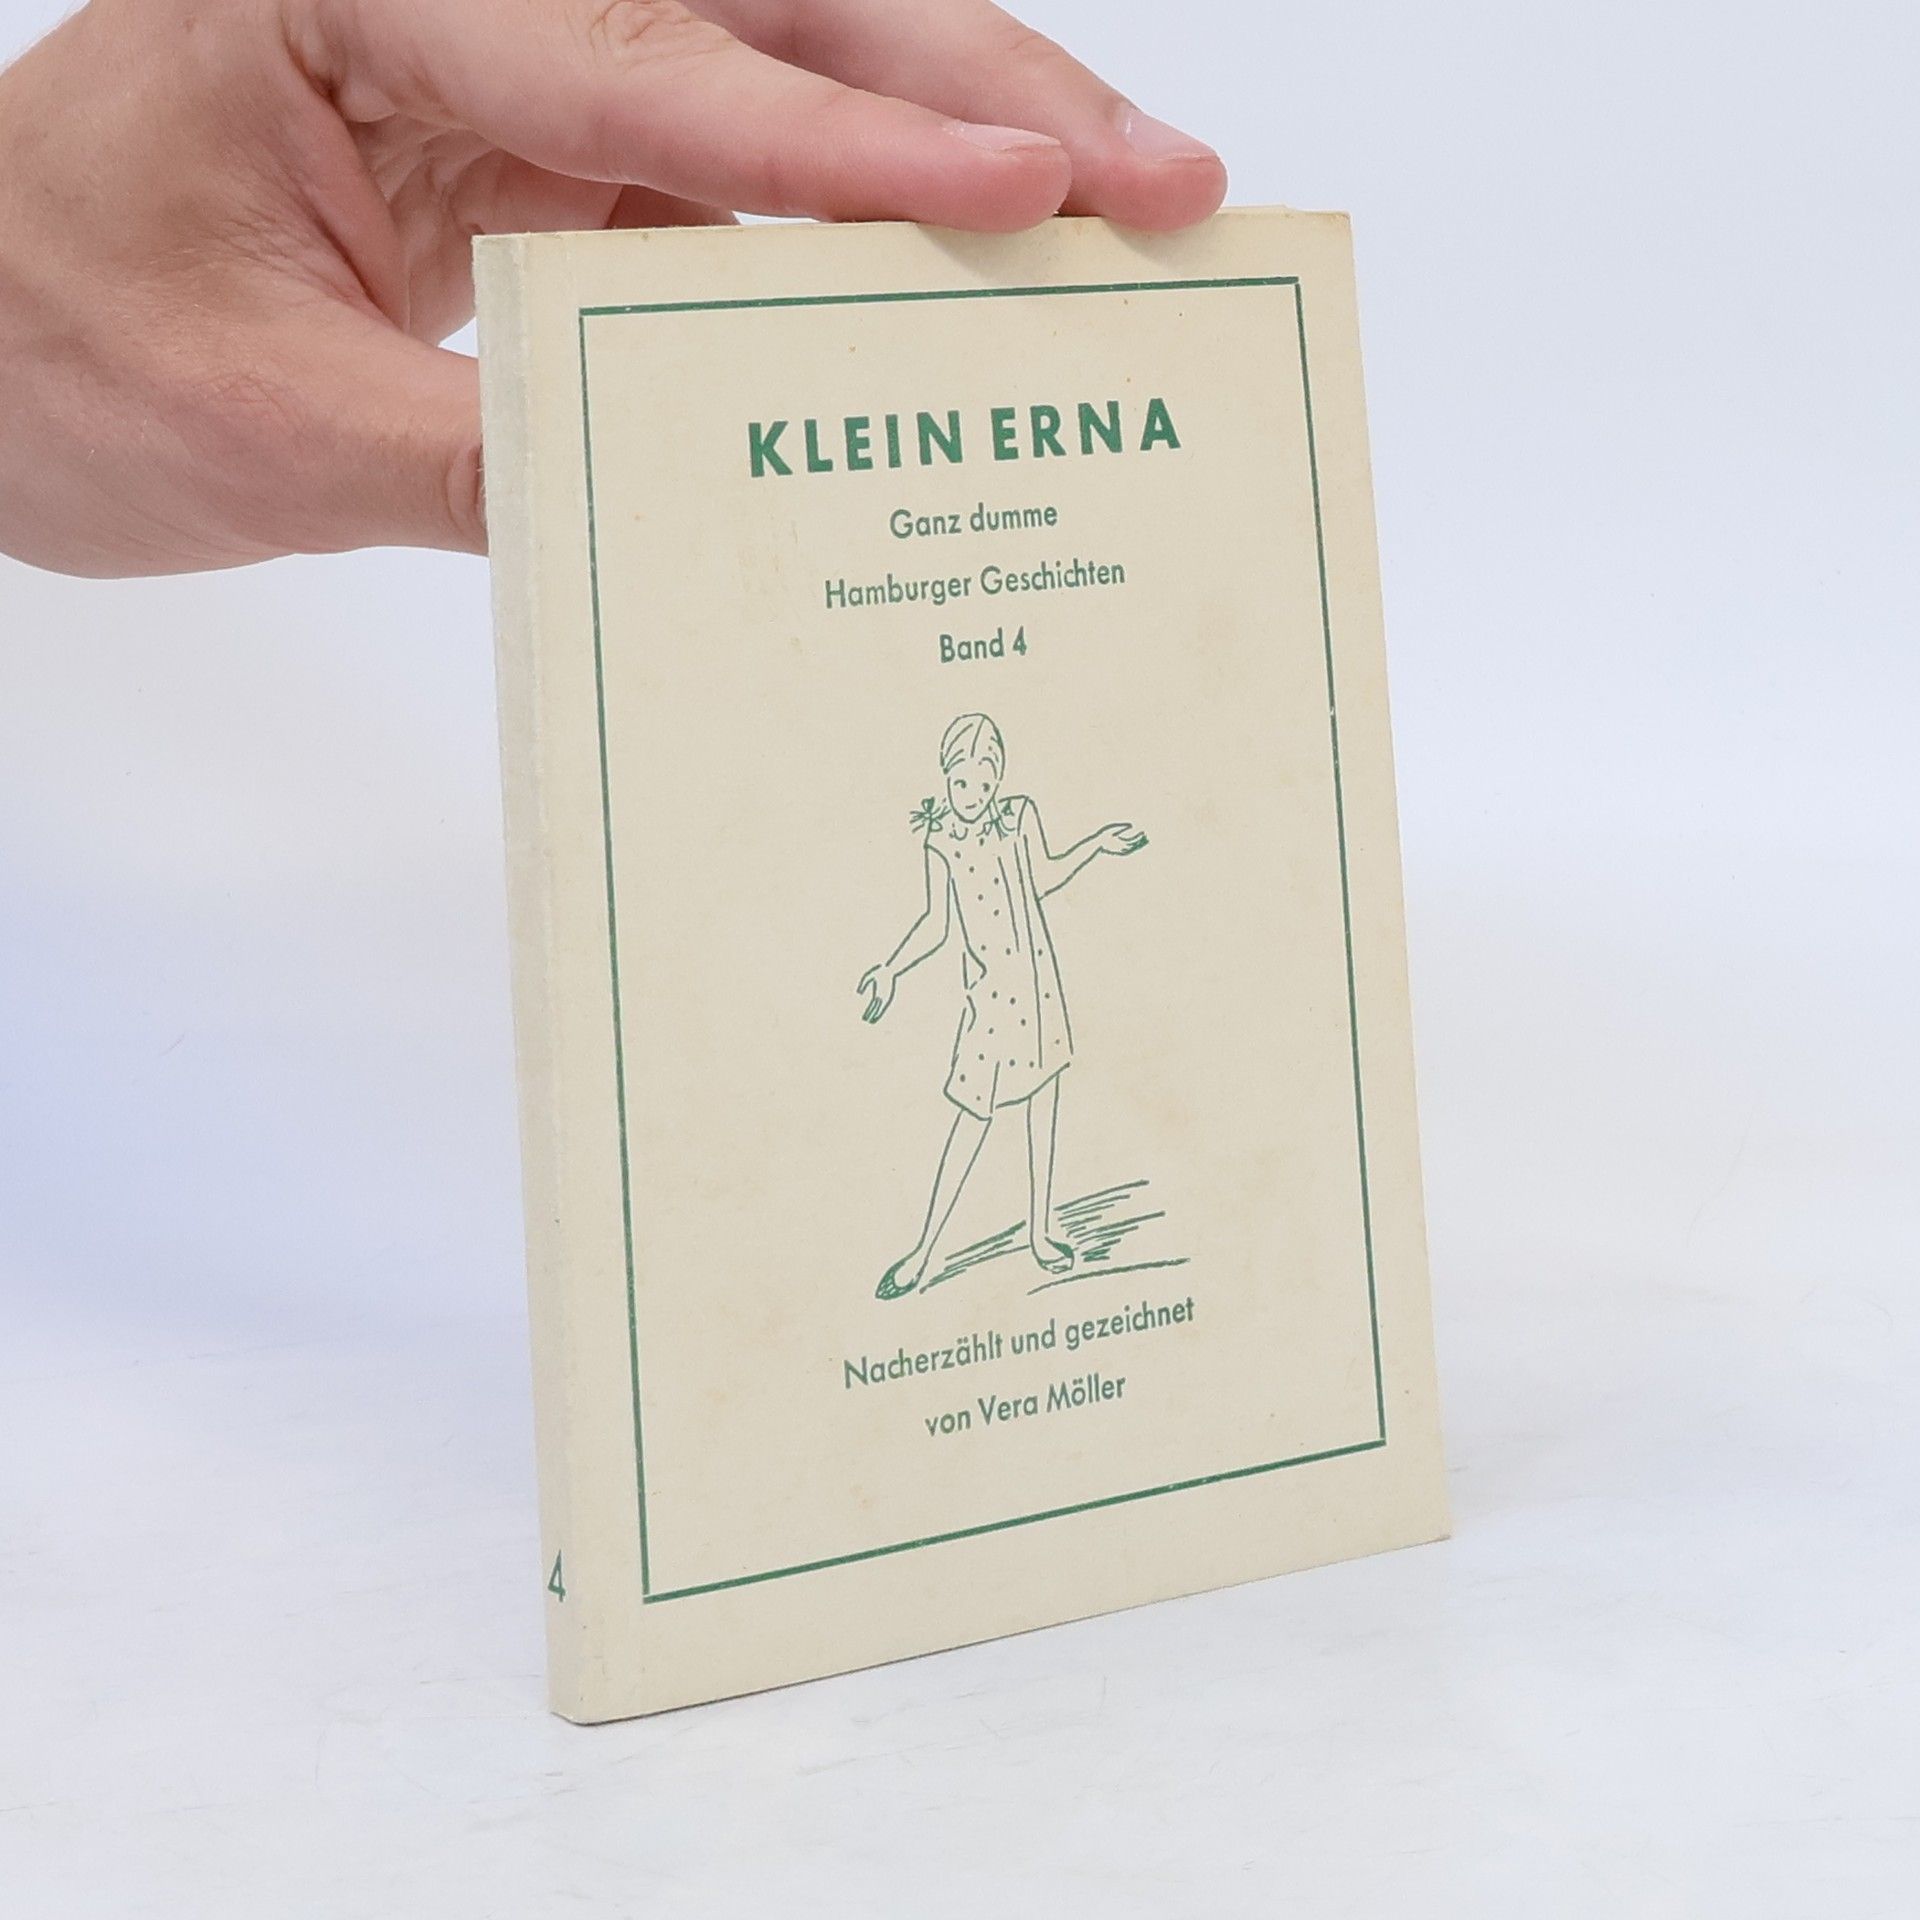 KLEIN ERNA
Ganz dumme
Hamburger Geschichten
Band 4
Nacherzählt und gezeichnet
von Vera Möller
4